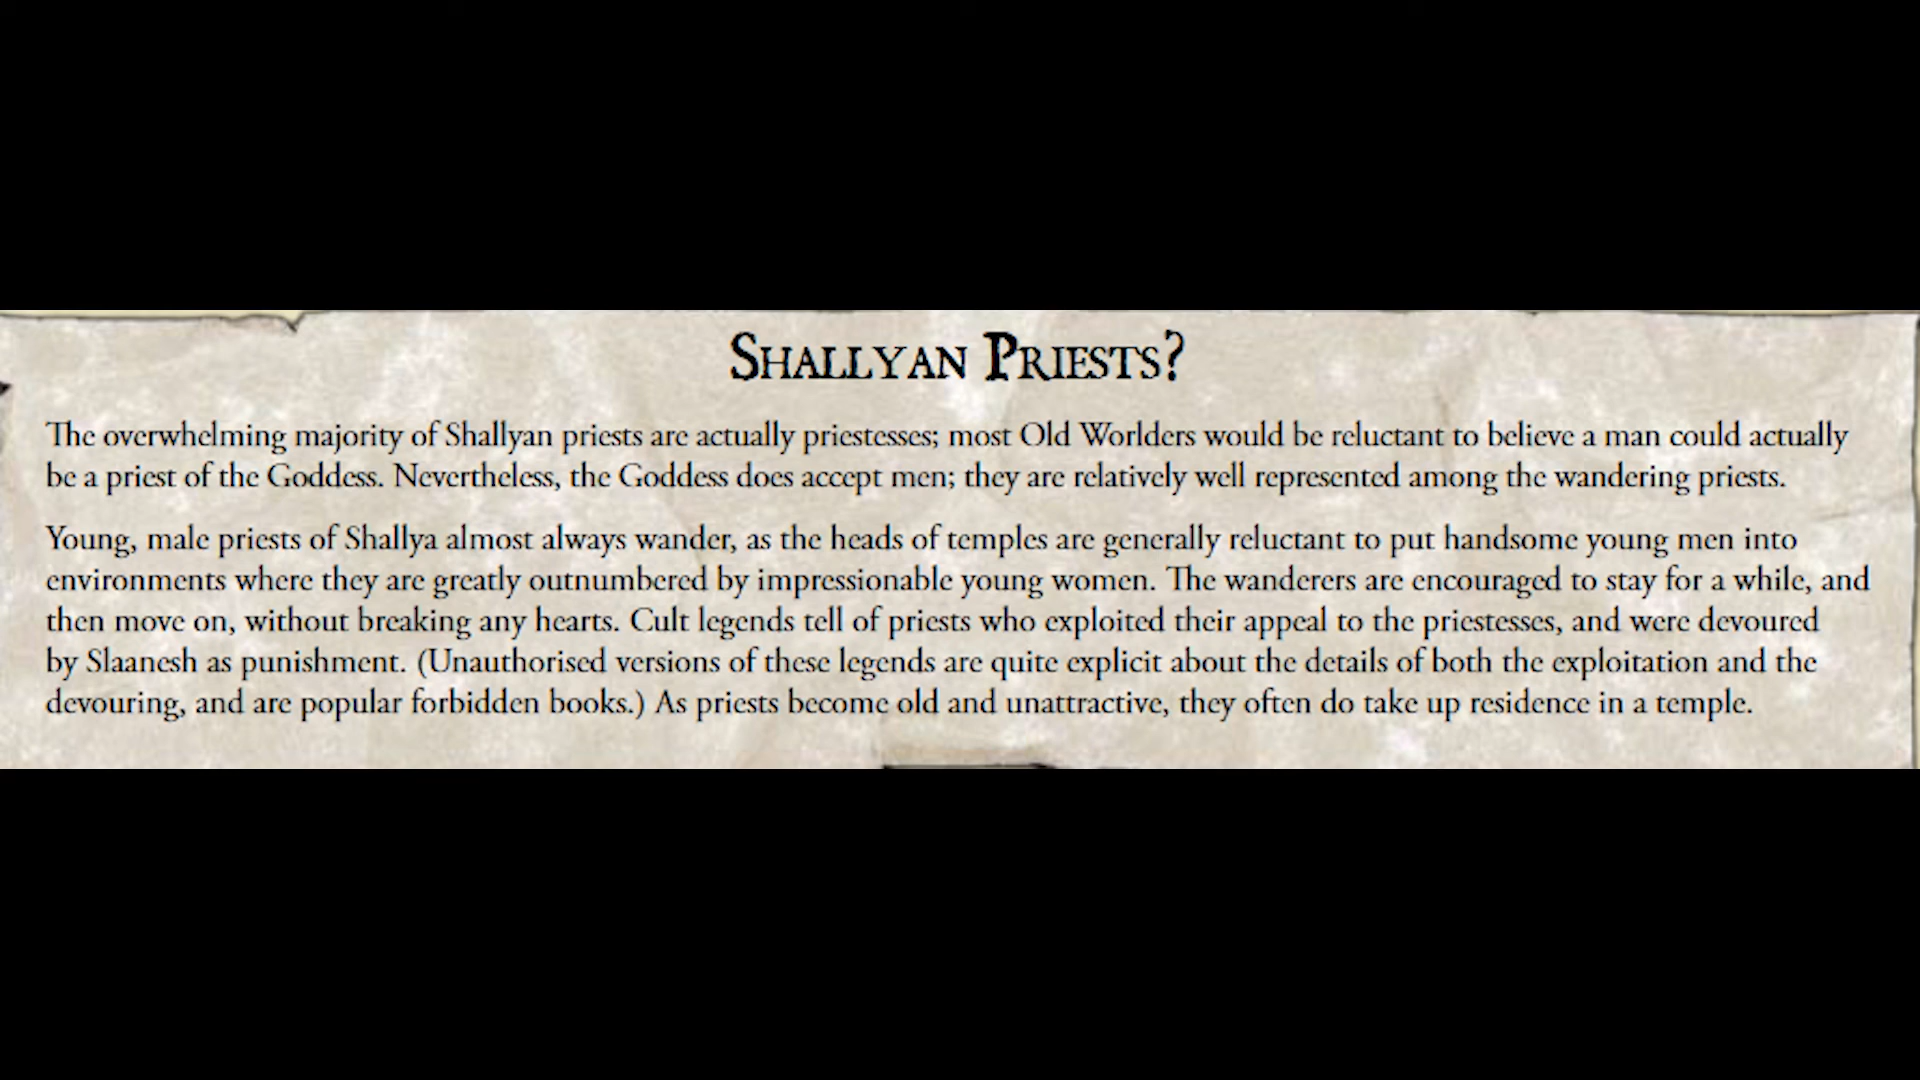 Shallyan Priests?
The overwhelming majority of Shallyan priests are actually priestesses; most Old Worlders would be reluctant to believe a man could actually
be a priest of the Goddess. Nevertheless, the Goddess does accept men; they are relatively well represented among the wandering priests.
Young, male priests of Shallya almost always wander, as the heads of temples are generally reluctant to put handsome young men into
environments where they are greatly outnumbered by impressionable young women. The wanderers are encouraged to stay for a while, and
then move on, without breaking any hearts. Cult legends tell of priests who exploited their appeal to the priestesses, and were devoured
by Slaanesh as punishment. (Unauthorised versions of these legends are quite explicit about the details of both the exploitation and the
devouring, and are popular forbidden books.) As priests become old and unattractive, they often do take up residence in a temple.